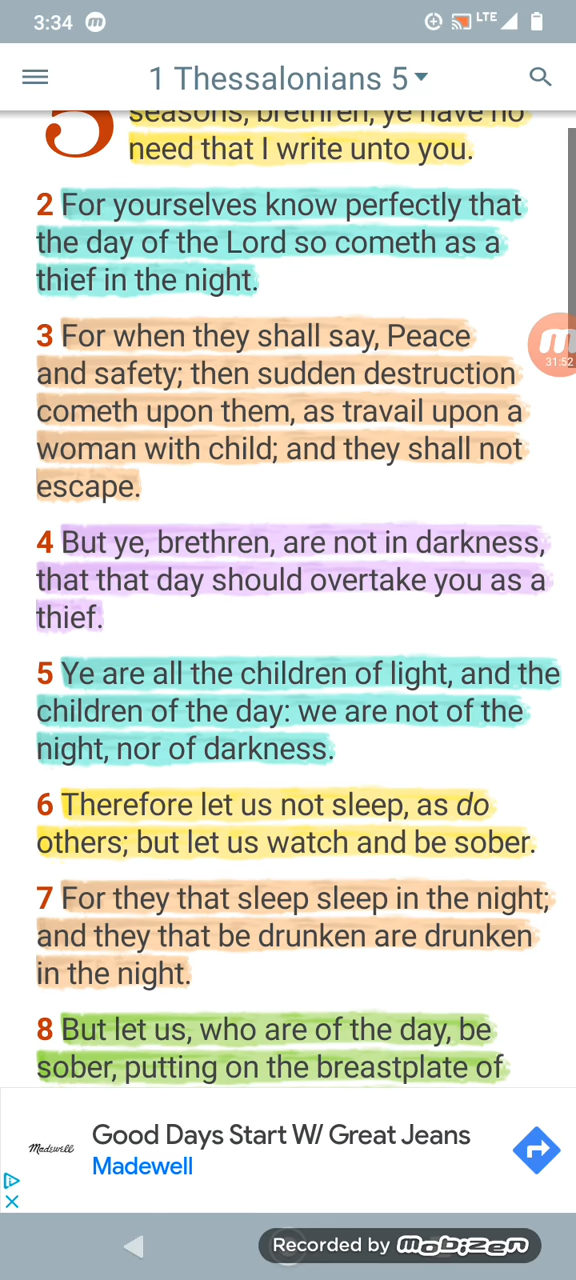 3:34 m LTE
1 Thessalonians 5
5 seasons, brethren, ye have no
need that I write unto you.
2 For yourselves know perfectly that
the day of the Lord so cometh as a
thief in the night.
3 For when they shall say, Peace
and safety; then sudden destruction
cometh upon them, as travail upon a
woman with child; and they shall not
escape.
m
31:52
4 But ye, brethren, are not in darkness,
that that day should overtake you as a
thief.
5 Ye are all the children of light, and the
children of the day: we are not of the
night, nor of darkness.
6 Therefore let us not sleep, as do
others; but let us watch and be sober.
7 For they that sleep sleep in the night;
and they that be drunken are drunken
in the night.
8 But let us, who are of the day, be
sober, putting on the breastplate of
Madewell
Good Days Start W/ Great Jeans
Madewell
Recorded by mobizen